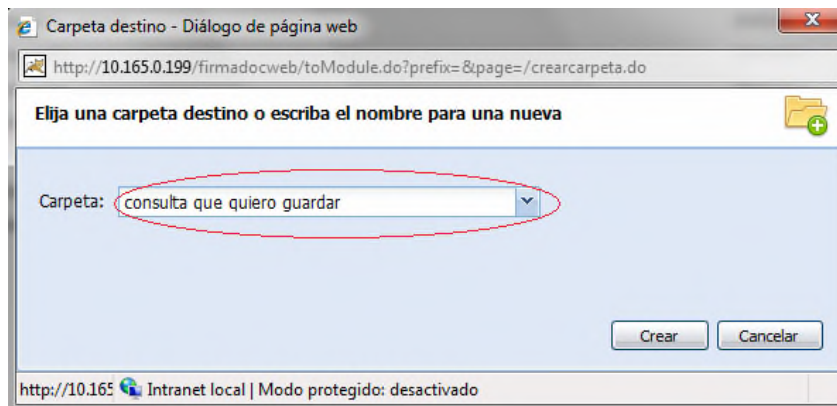 Carpeta destino - Diálogo de página web
http://10.165.0.199/firmadocweb/toModule.do?prefix=&page=/crearcarpeta.do
Elija una carpeta destino o escriba el nombre para una nueva
Carpeta: consulta que quiero guardar
Crear Cancelar
http://10.165 Intranet local | Modo protegido: desactivado